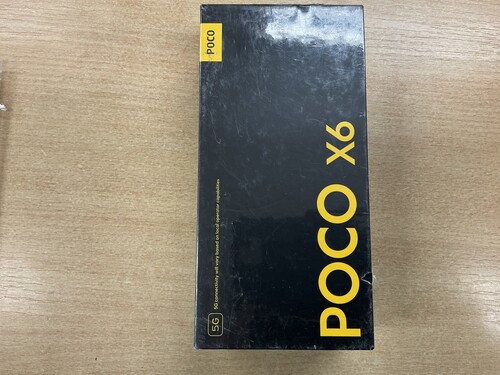 POCO
POCO X6
5G
5G connectivity will vary based on local operator capabilities